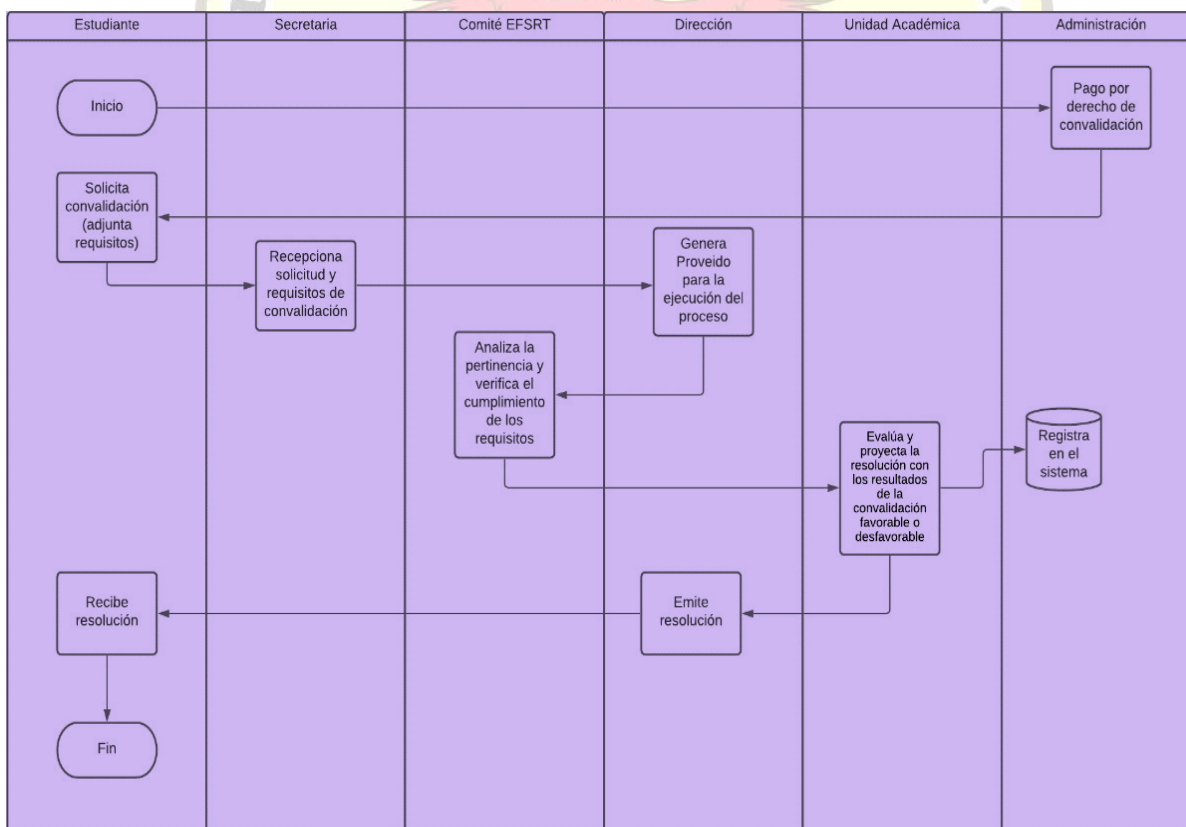 Estudiante
Secretaria
Comité EFSRT
Dirección
Unidad Académica
Administración
Inicio
Pago por
derecho de
convalidación
Solicita
convalidación
(adjunta
requisitos)
Recepciona
solicitud y
requisitos de
convalidación
Genera
Proveido
para la
ejecución del
proceso
Analiza la
pertinencia y
verifica el
cumplimiento
de los
requisitos
Evalúa y
proyecta la
resolución con
los resultados
de la
convalidación
favorable o
desfavorable
Registra
en el
sistema
Emite
resolución
Recibe
resolución
Fin